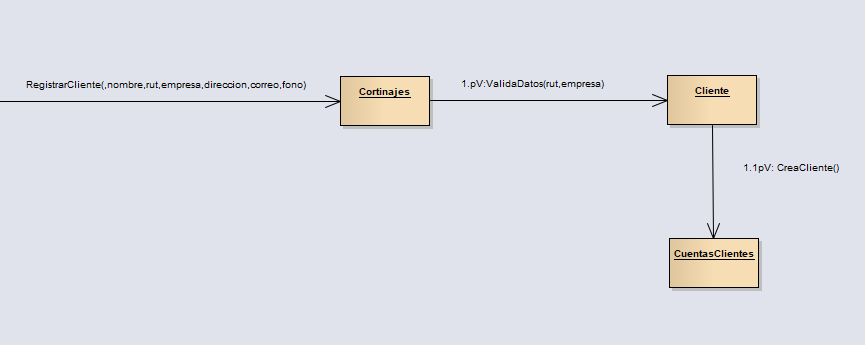 RegistrarCliente(,nombre,rut,empresa,direccion,correo,fono)
Cortinajes
1.pV:ValidaDatos(rut,empresa)
Cliente
1.1pV: CreaCliente()
CuentasClientes